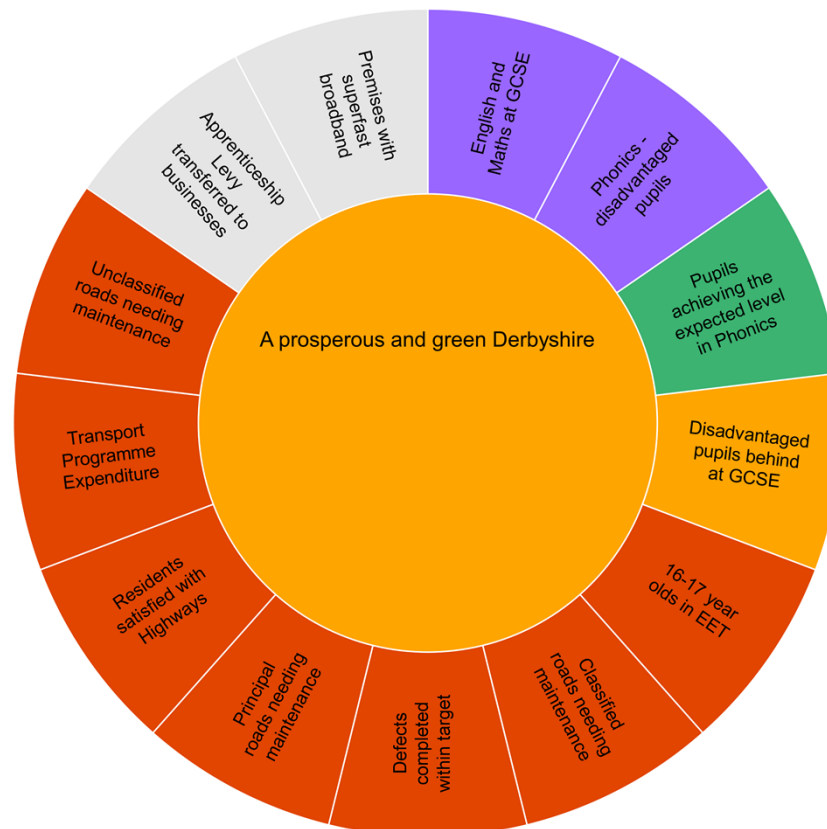 A prosperous and green Derbyshire
English and
Maths at GCSE
Phonics -
disadvantaged
pupils
Pupils
achieving the
expected level
in Phonics
Disadvantaged
pupils behind
at GCSE
16-17 year
olds in EET
Classified
roads needing
maintenance
Defects
completed
within target
Principal
roads needing
maintenance
Residents
satisfied with
Highways
Transport
Programme
Expenditure
Unclassified
roads needing
maintenance
Apprenticeship
Levy
transferred to
businesses
Premises with
superfast
broadband